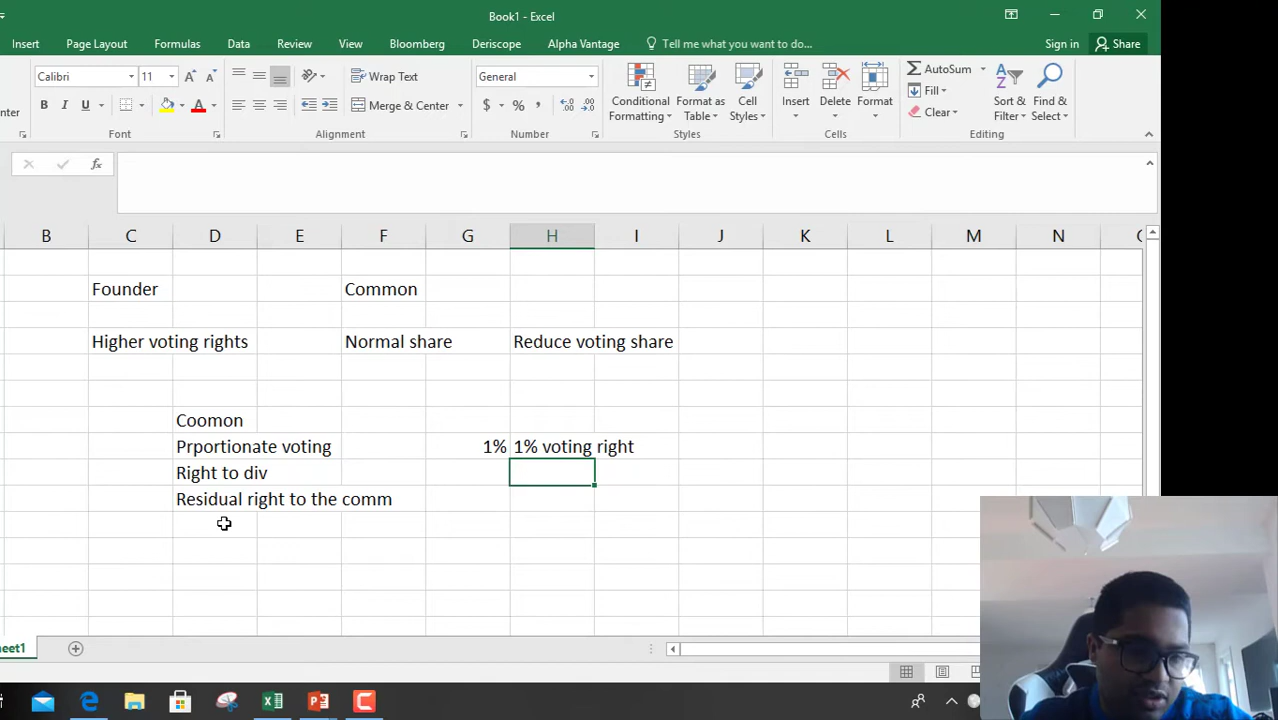 Book1 - Excel
Insert Page Layout Formulas Data Review View Bloomberg Deriscope Alpha Vantage Tell me what you want to do... Sign in Share
Calibri 11 Wrap Text General AutoSum
Fill
Merge & Center $ % , Conditional Formatting Format as Table Cell Styles Insert Delete Format Clear Sort & Filter Find & Select
Font Alignment Number Styles Cells Editing
fx
B C D E F G H I J K L M N
Founder Common
Higher voting rights Normal share Reduce voting share
Coomon
Prportionate voting 1% 1% voting right
Right to div
Residual right to the comm
eet1